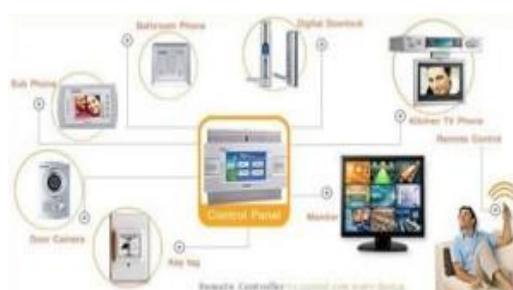 Bathroom Phone
Digital Doorlock
Sub Phone
Kitchen TV Phone
Remote Control
Control Panel
Monitor
Door Camera
Key tag
Remote Controller